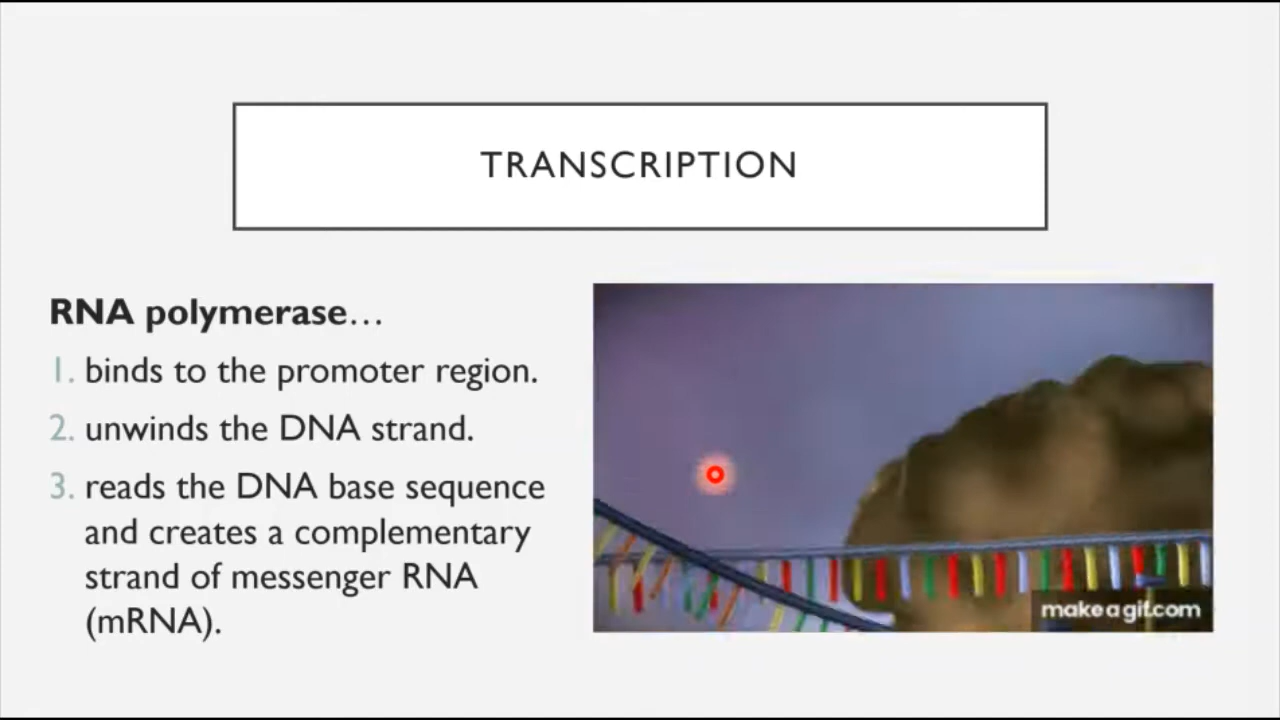 TRANSCRIPTION
RNA polymerase…
1. binds to the promoter region.
2. unwinds the DNA strand.
3. reads the DNA base sequence
and creates a complementary
strand of messenger RNA
(mRNA).
makeagif.com